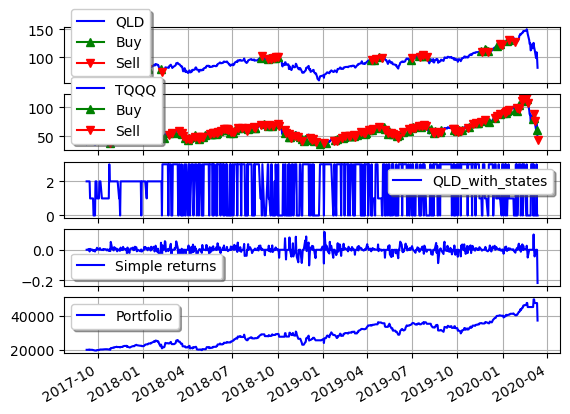 150
100
QLD
Buy
Sell
100
50
TQQQ
Buy
Sell
2
0
QLD_with_states
0.0
−0.2
Simple returns
40000
20000
Portfolio
2017-10
2018-01
2018-04
2018-07
2018-10
2019-01
2019-04
2019-07
2019-10
2020-01
2020-04